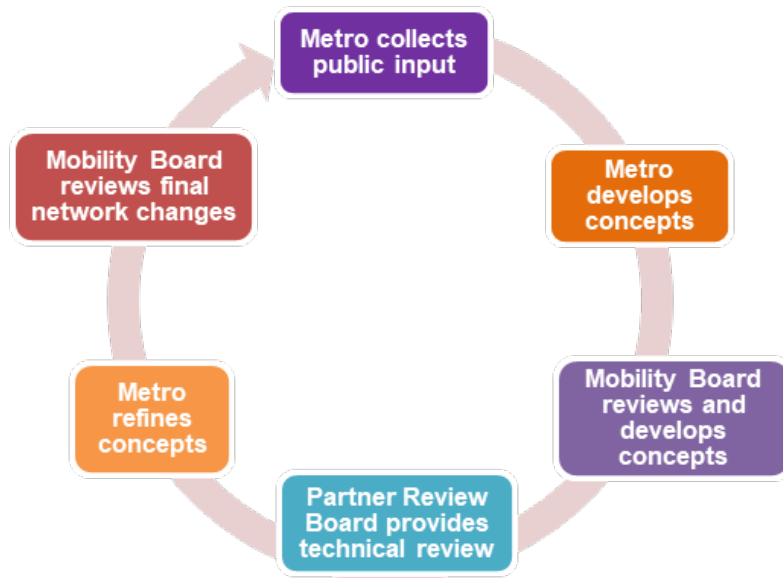 Metro collects
public input
Metro
develops
concepts
Mobility Board
reviews and
develops
concepts
Partner Review
Board provides
technical review
Metro
refines
concepts
Mobility Board
reviews final
network changes